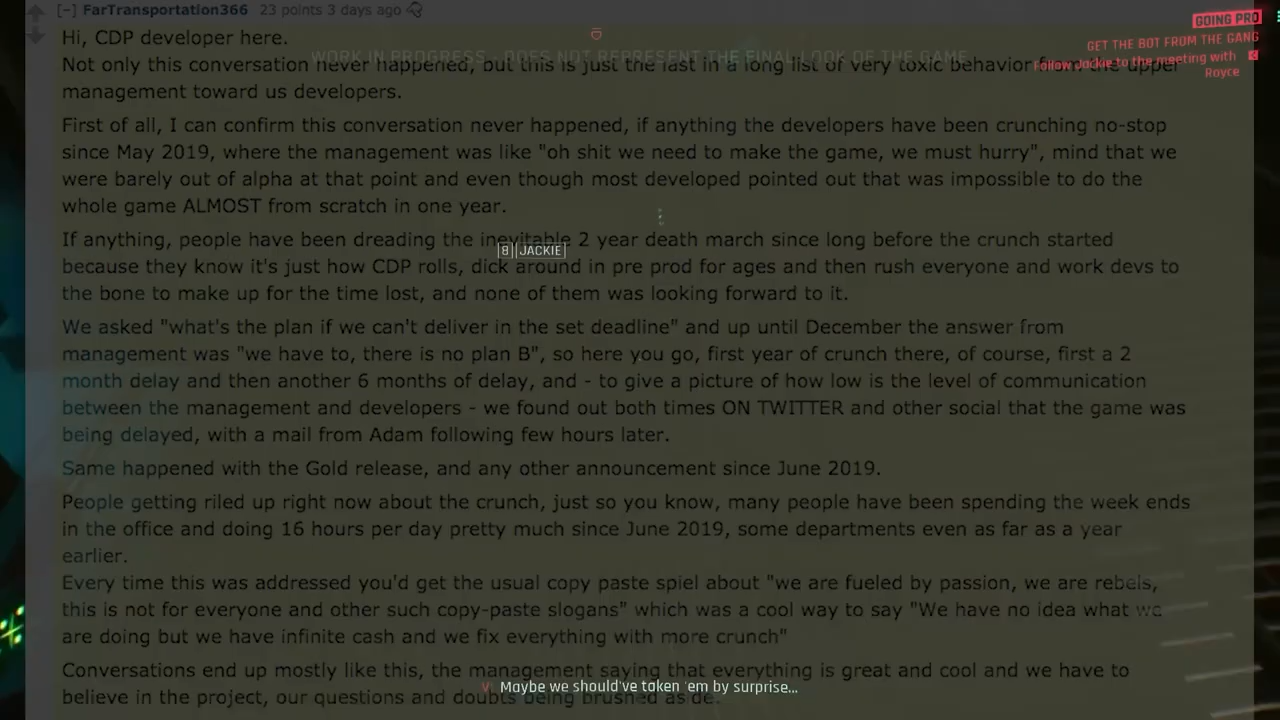 [–] FarTransportation366 23 points 3 days ago
GOING PRO
Hi, CDP developer here.
GET THE BOT FROM THE GANG
WORK IN PROGRESS - DOES NOT REPRESENT THE FINAL LOOK OF THE GAME
Not only this conversation never happened, but this is just the last in a long list of very toxic behavior from the upper
Follow Jackie to the meeting with
Royce
management toward us developers.
First of all, I can confirm this conversation never happened, if anything the developers have been crunching no-stop
since May 2019, where the management was like "oh shit we need to make the game, we must hurry", mind that we
were barely out of alpha at that point and even though most developed pointed out that was impossible to do the
whole game ALMOST from scratch in one year.
If anything, people have been dreading the inevitable 2 year death march since long before the crunch started
8 JACKIE
because they know it's just how CDP rolls, dick around in pre prod for ages and then rush everyone and work devs to
the bone to make up for the time lost, and none of them was looking forward to it.
We asked "what's the plan if we can't deliver in the set deadline" and up until December the answer from
management was "we have to, there is no plan B", so here you go, first year of crunch there, of course, first a 2
month delay and then another 6 months of delay, and - to give a picture of how low is the level of communication
between the management and developers - we found out both times ON TWITTER and other social that the game was
being delayed, with a mail from Adam following few hours later.
Same happened with the Gold release, and any other announcement since June 2019.
People getting riled up right now about the crunch, just so you know, many people have been spending the week ends
in the office and doing 16 hours per day pretty much since June 2019, some departments even as far as a year
earlier.
Every time this was addressed you'd get the usual copy paste spiel about "we are fueled by passion, we are rebels,
this is not for everyone and other such copy-paste slogans" which was a cool way to say "We have no idea what we
are doing but we have infinite cash and we fix everything with more crunch"
Conversations end up mostly like this, the management saying that everything is great and cool and we have to
V: Maybe we should've taken 'em by surprise...
believe in the project, our questions and doubts being brushed as de.